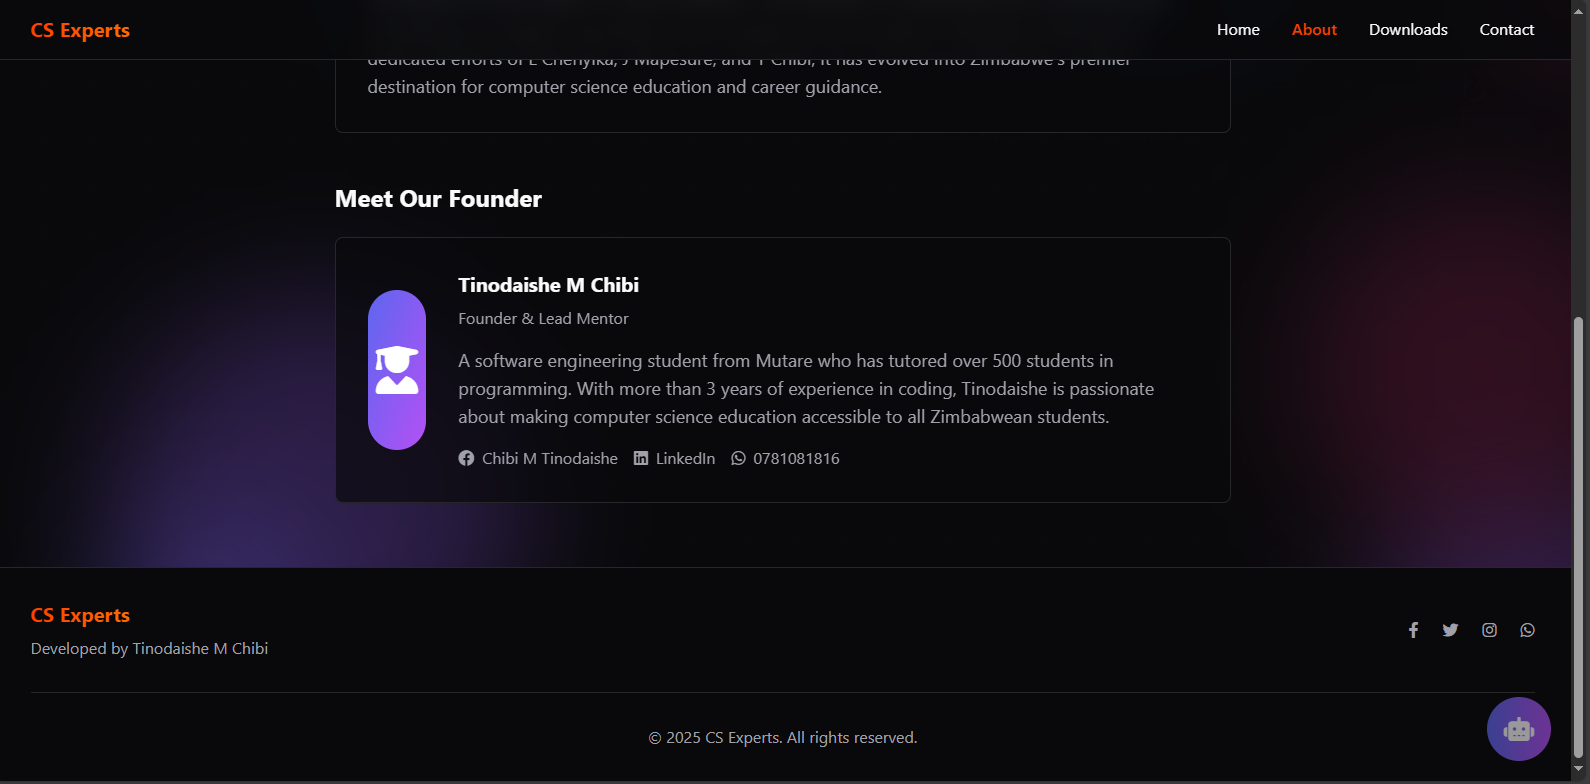 CS Experts
Home
About
Downloads
Contact
dedicated efforts of L Chenyika, J Mapesure, and T Chibi, it has evolved into Zimbabwe's premier
destination for computer science education and career guidance.
Meet Our Founder
Tinodaishe M Chibi
Founder & Lead Mentor
A software engineering student from Mutare who has tutored over 500 students in
programming. With more than 3 years of experience in coding, Tinodaishe is passionate
about making computer science education accessible to all Zimbabwean students.
Chibi M Tinodaishe
LinkedIn
0781081816
CS Experts
Developed by Tinodaishe M Chibi
© 2025 CS Experts. All rights reserved.